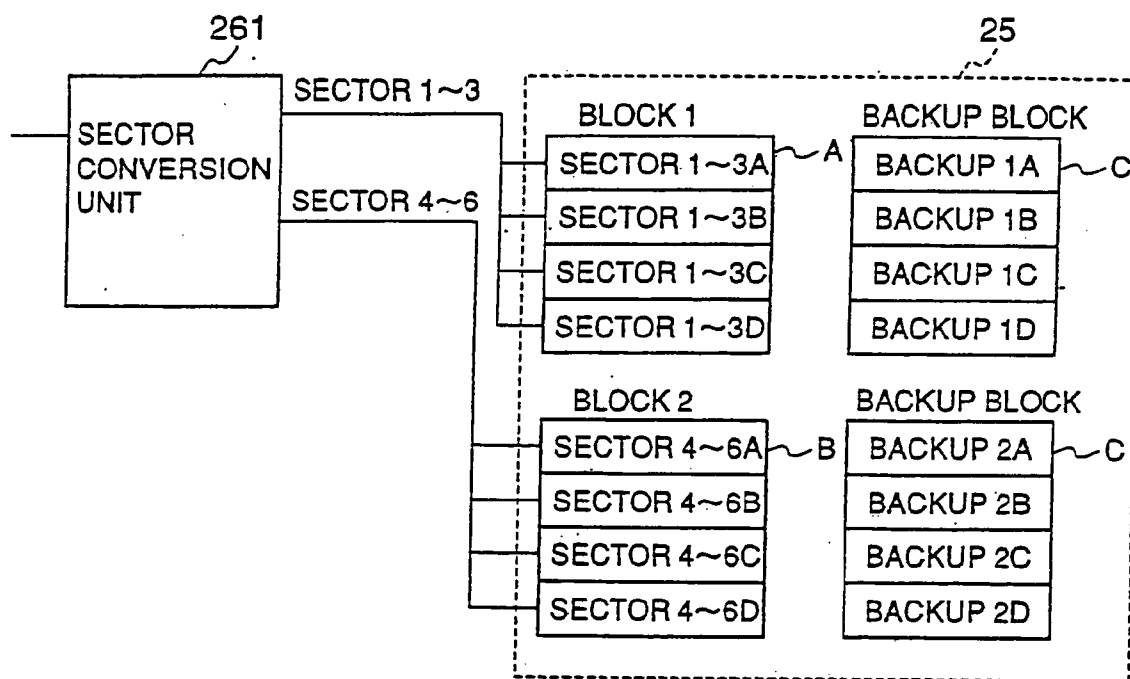 261
25
SECTOR CONVERSION UNIT
SECTOR 1~3
SECTOR 4~6
BLOCK 1
SECTOR 1~3A
A
SECTOR 1~3B
SECTOR 1~3C
SECTOR 1~3D
BACKUP BLOCK
BACKUP 1A
C
BACKUP 1B
BACKUP 1C
BACKUP 1D
BLOCK 2
SECTOR 4~6A
B
SECTOR 4~6B
SECTOR 4~6C
SECTOR 4~6D
BACKUP BLOCK
BACKUP 2A
C
BACKUP 2B
BACKUP 2C
BACKUP 2D